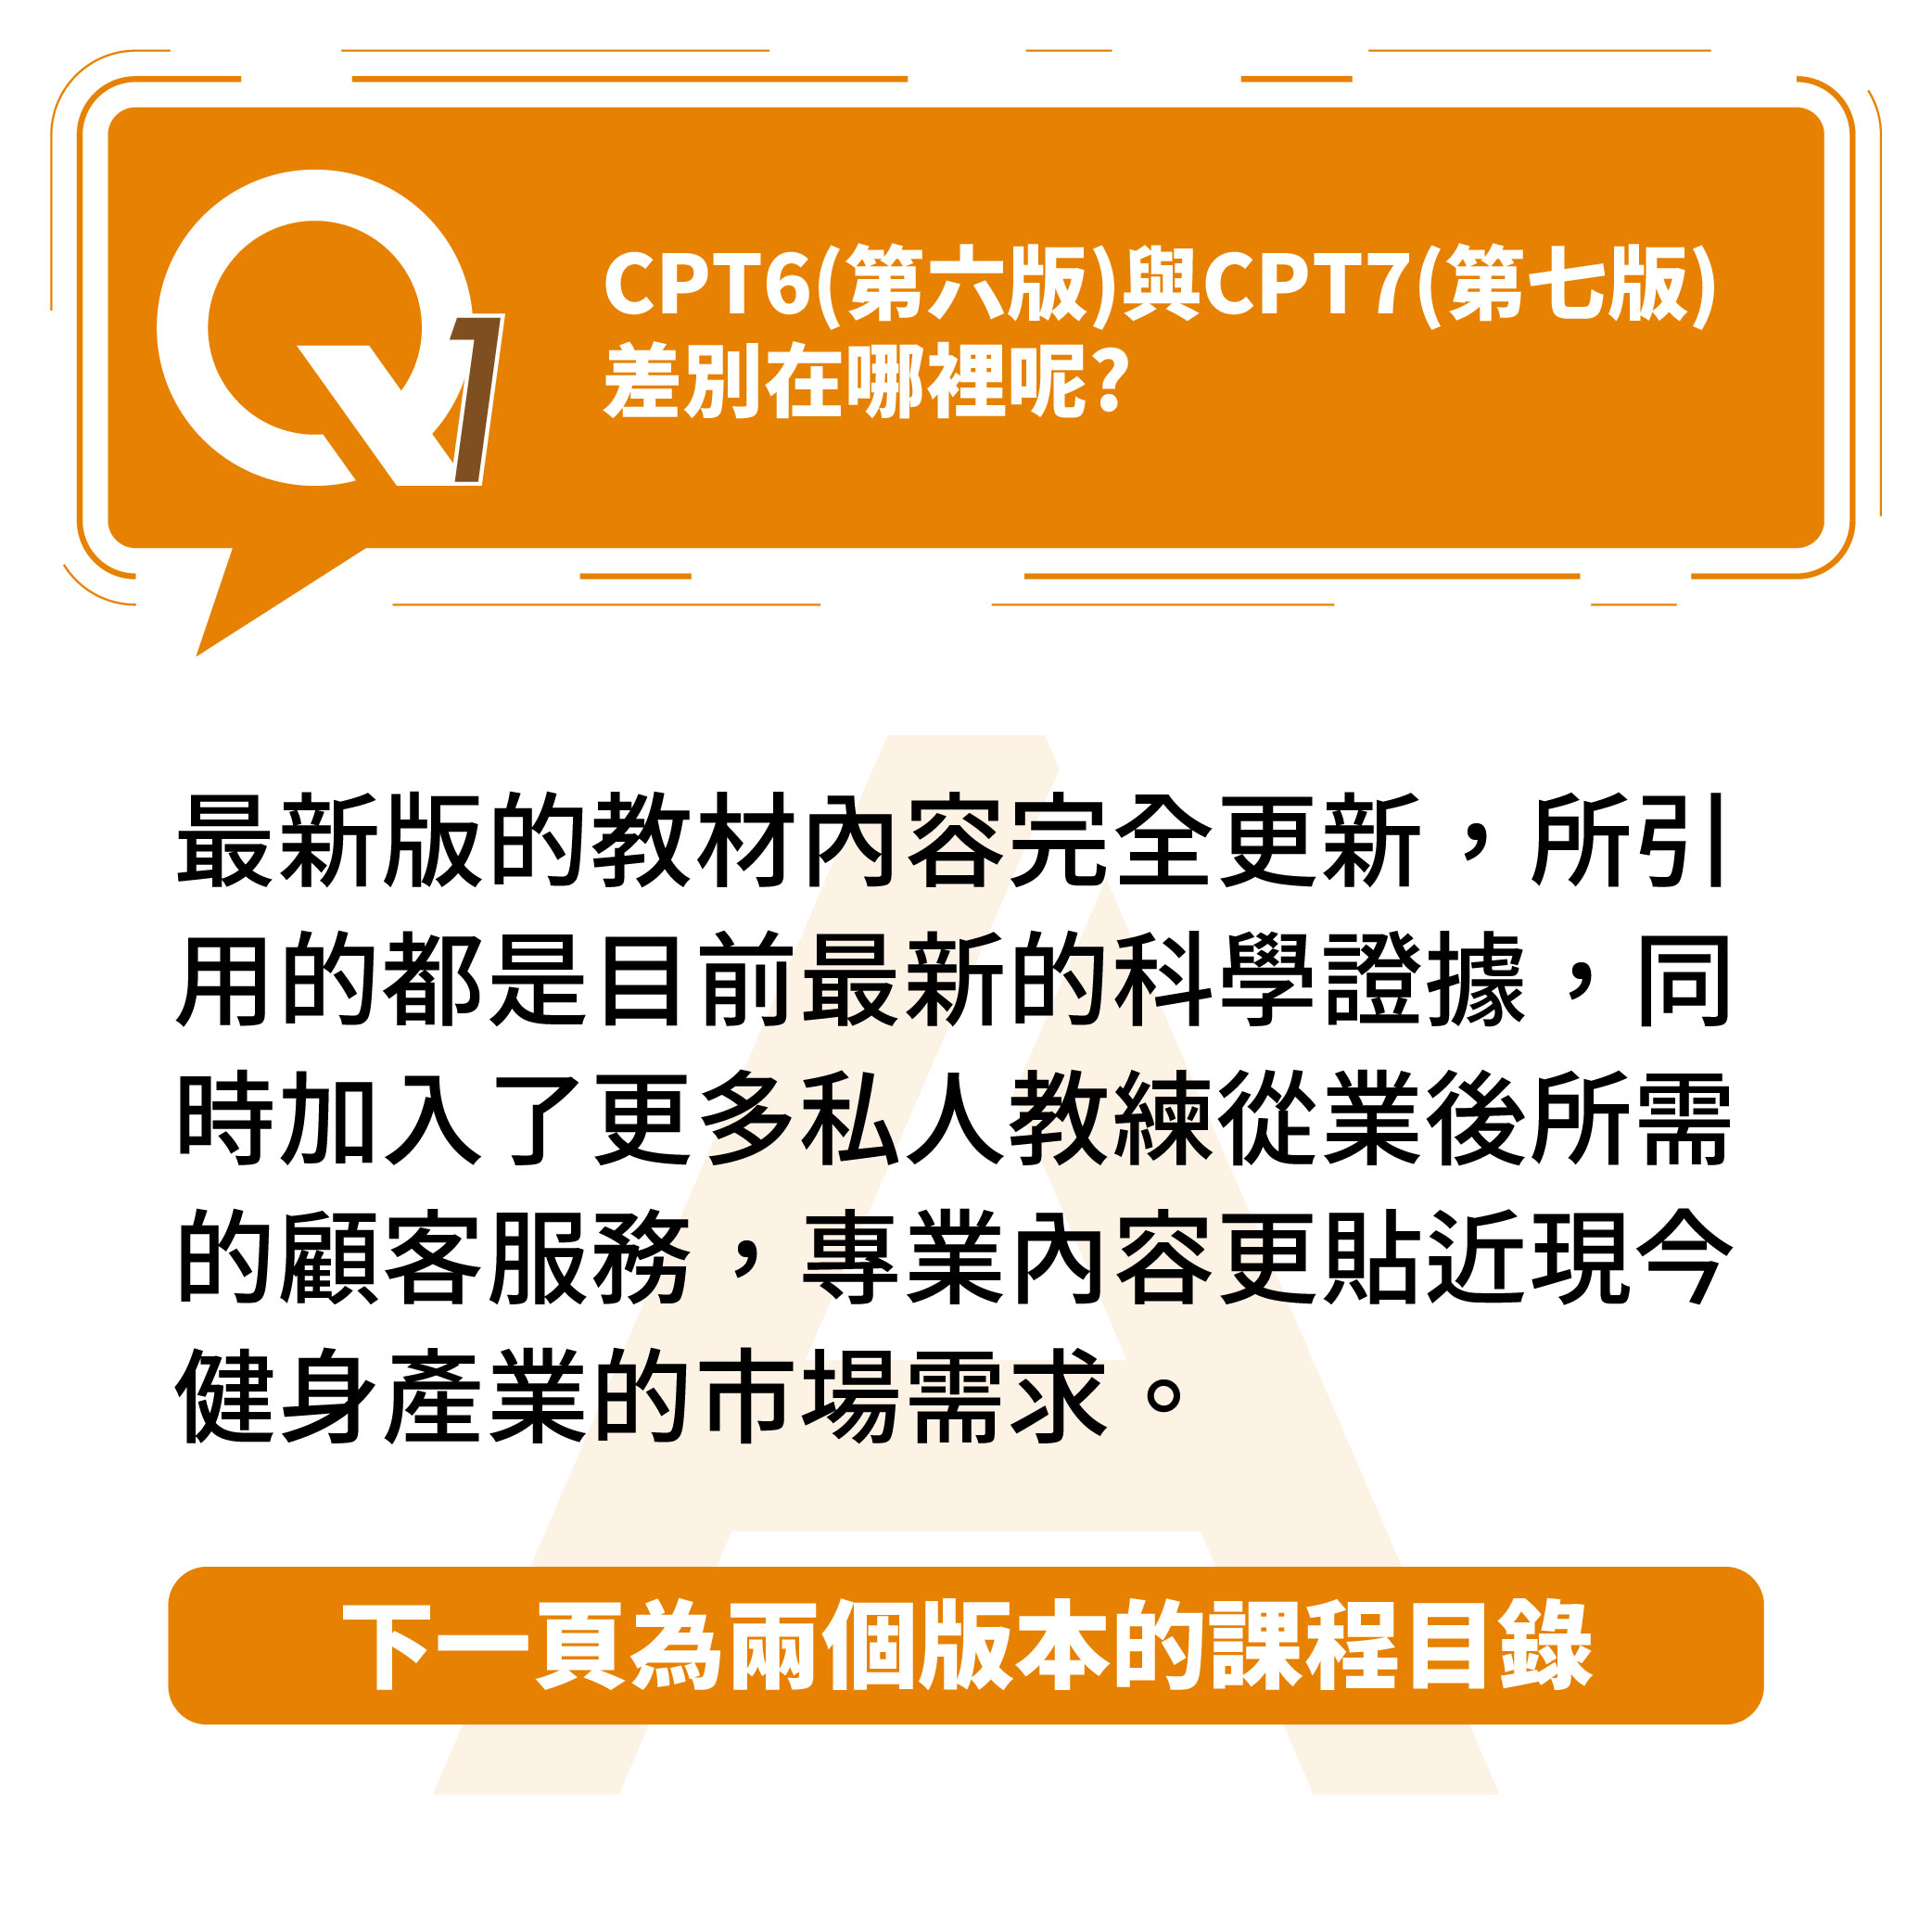 Q1
CPT6(第六版)與CPT7(第七版)
差別在哪裡呢?
最新版的教材內容完全更新，所引
用的都是目前最新的科學證據，同
時加入了更多私人教練從業後所需
的顧客服務，專業內容更貼近現今
健身產業的市場需求。
下一頁為兩個版本的課程目錄
A